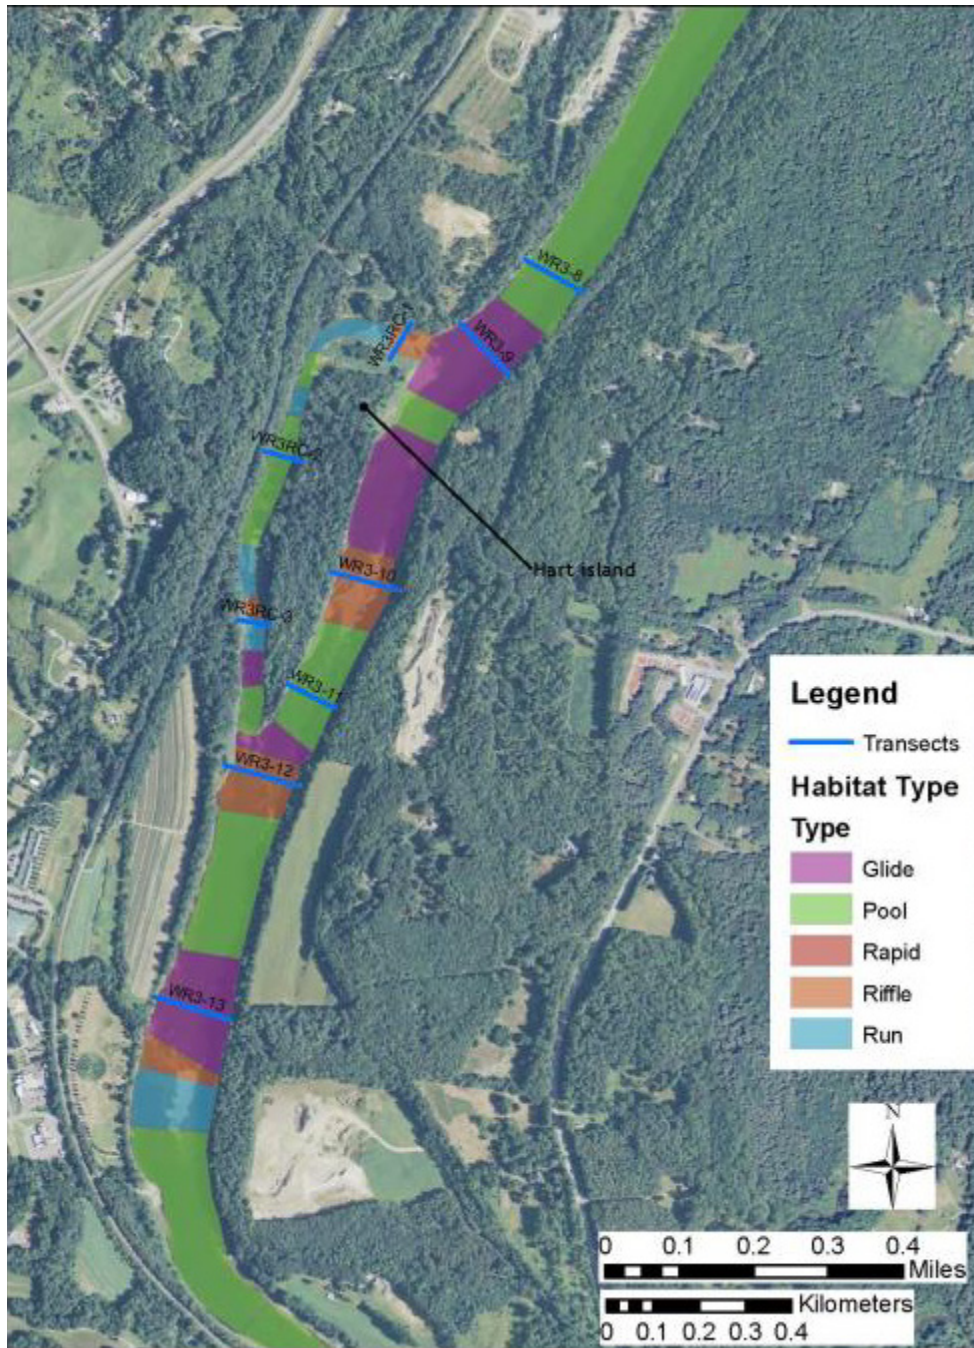 WR3-8
WR3RC-1
WR3-9
WR3RC-2
Hart island
WR3-10
WR3RC-3
WR3-11
WR3-12
WR3-13
Legend
Transects
Habitat Type
Type
Glide
Pool
Rapid
Riffle
Run
N
0 0.1 0.2 0.3 0.4
Miles
Kilometers
0 0.1 0.2 0.3 0.4